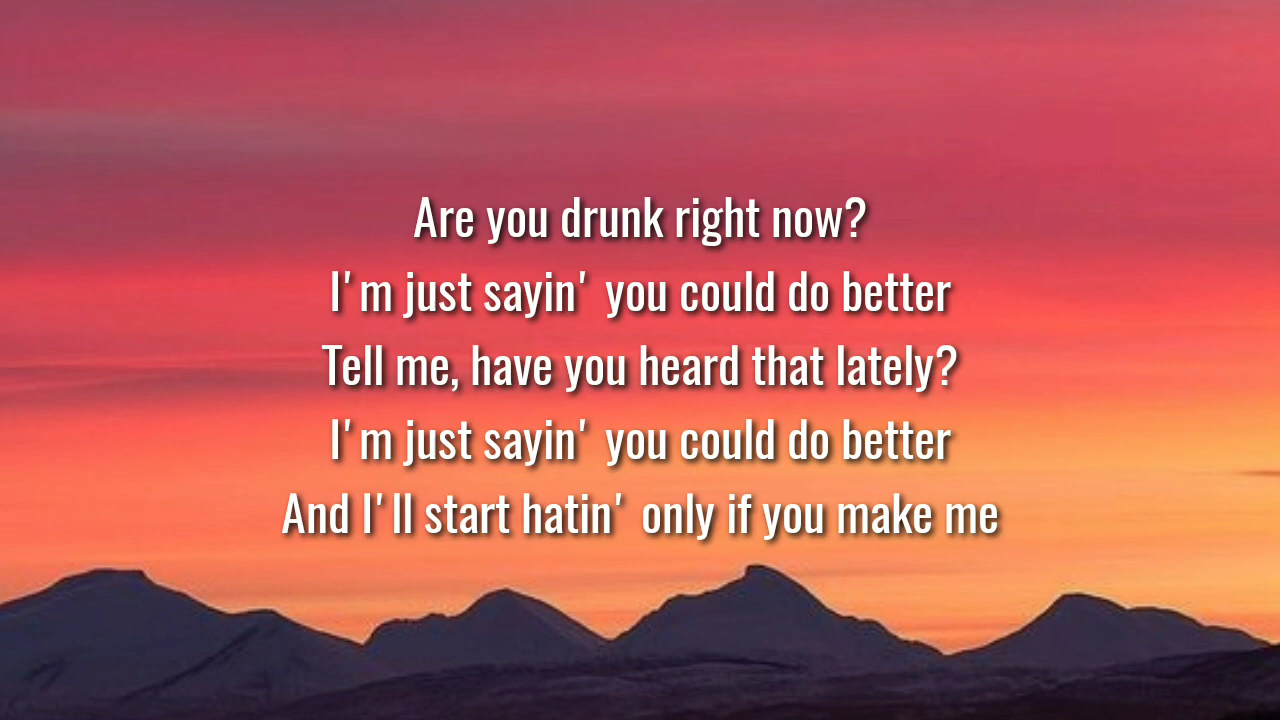 Are you drunk right now?
I'm just sayin' you could do better
Tell me, have you heard that lately?
I'm just sayin' you could do better
And I'll start hatin' only if you make me